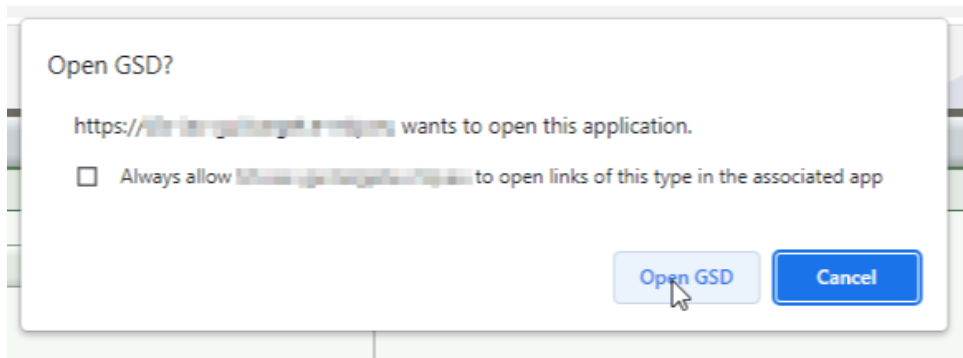 Open GSD?
https:// wants to open this application.
Always allow to open links of this type in the associated app
Open GSD
Cancel